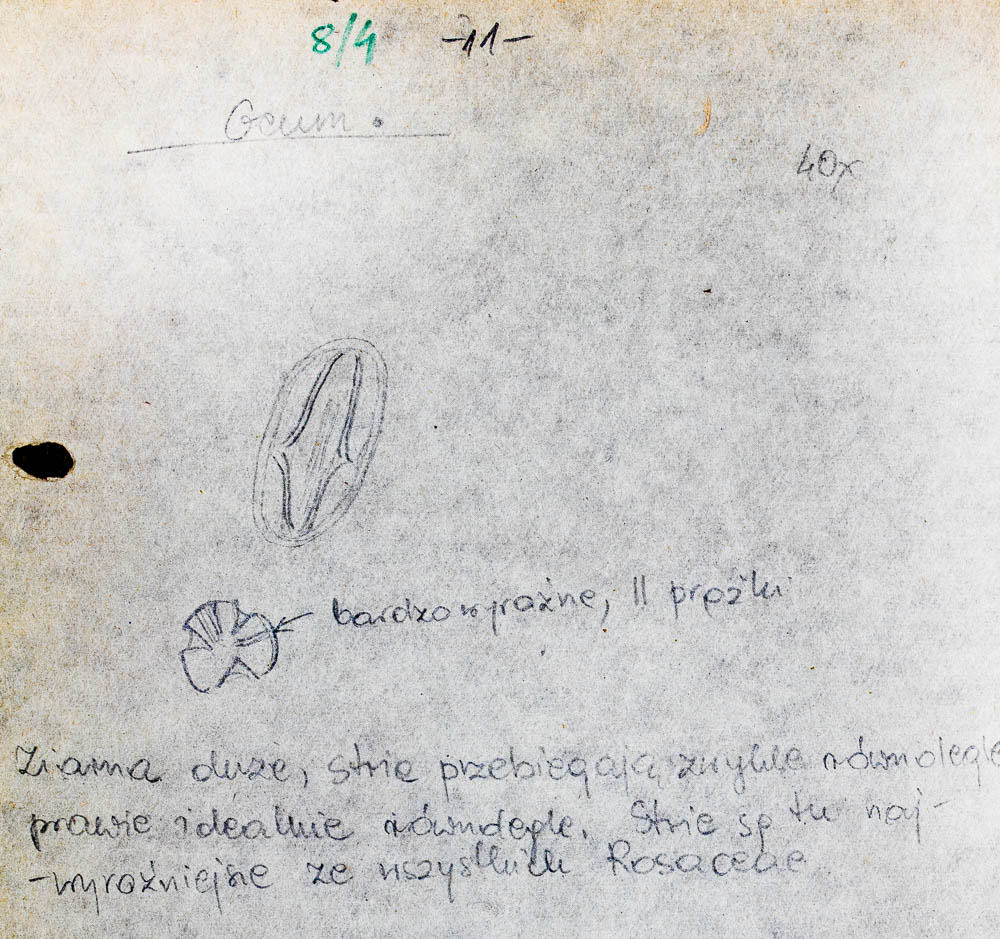 8/4 -11-
Geum.
40x
bardzo wyraźne, || prążki
Ziarna duże, strie przebiegają zwykle równolegle
prawie idealnie równolegle. Strie są tu naj-
-wyraźniejsze ze wszystkich Rosaceae